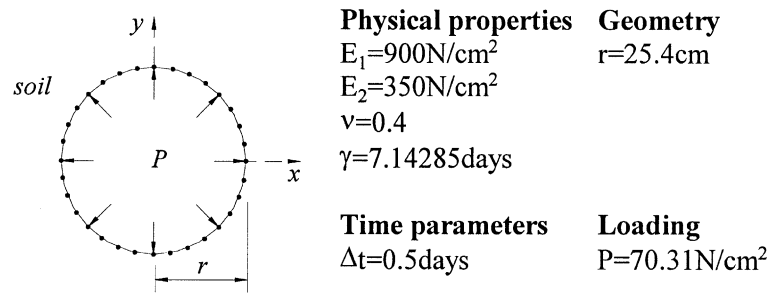 y
soil
P
x
r
Physical properties Geometry
E₁=900N/cm² r=25.4cm
E₂=350N/cm²
ν=0.4
γ=7.14285days
Time parameters Loading
Δt=0.5days P=70.31N/cm²